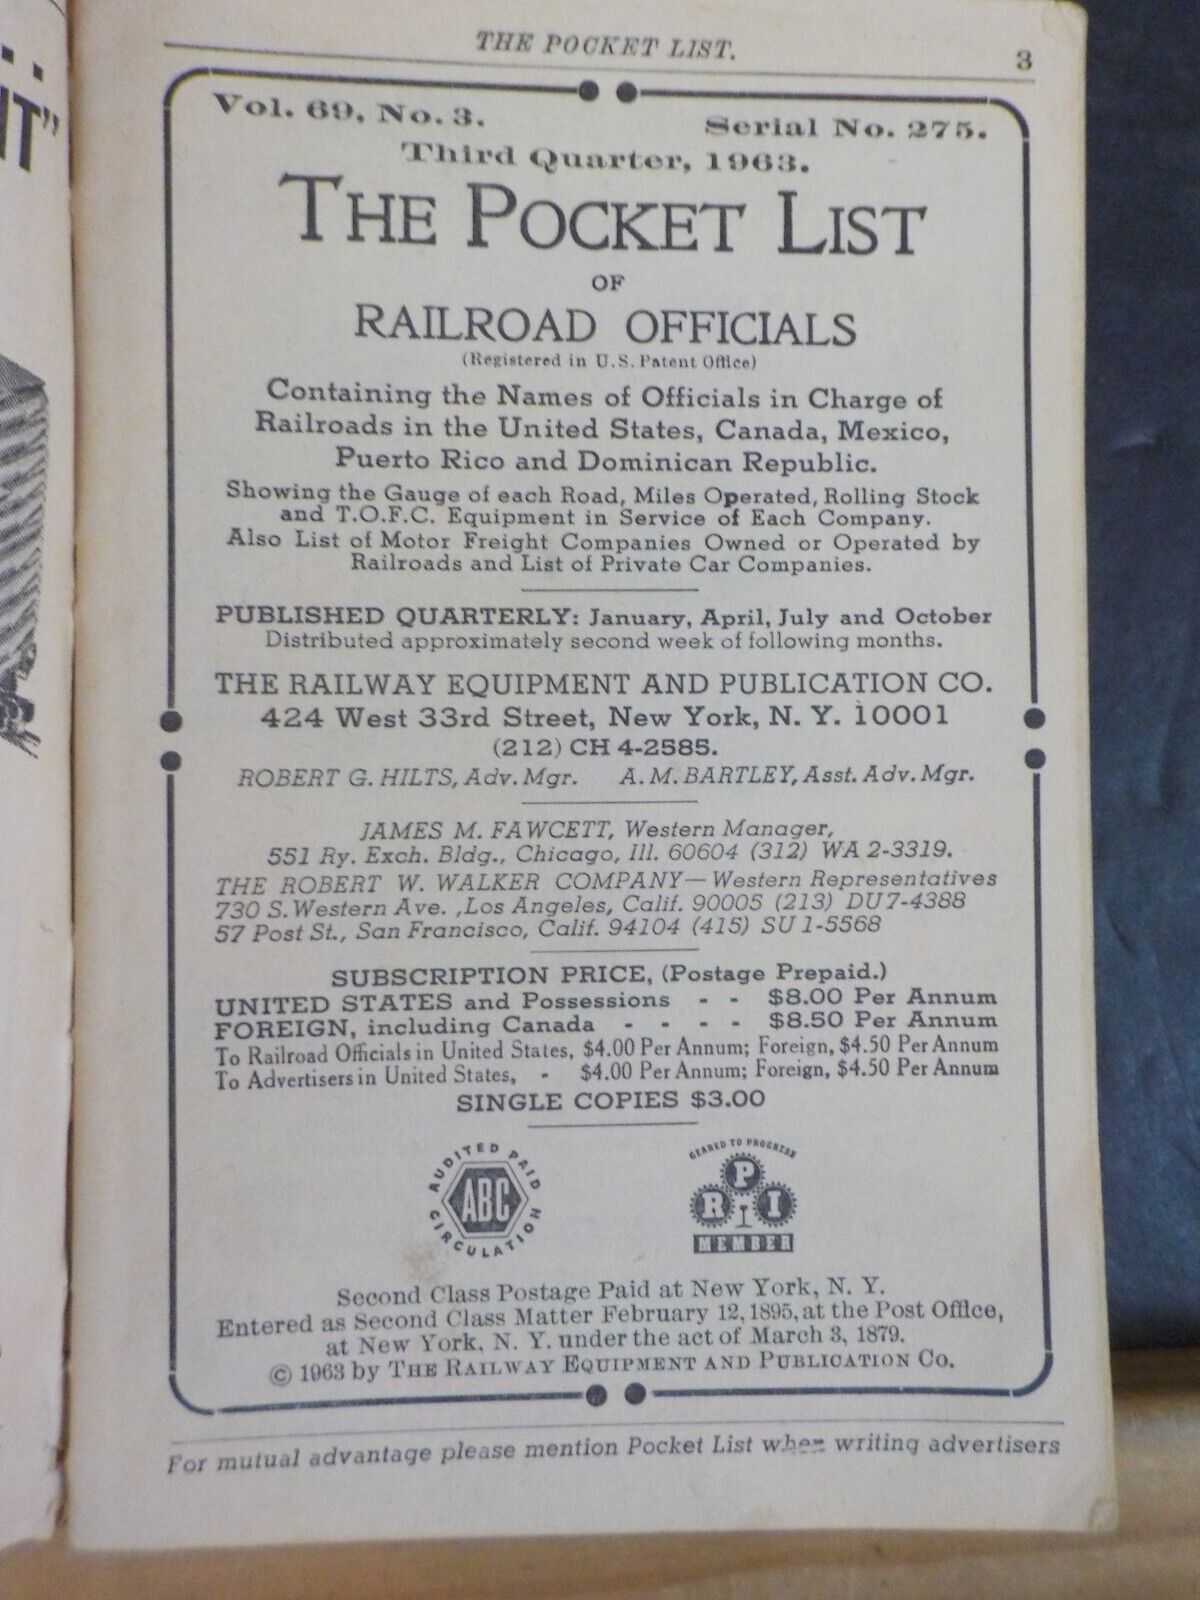 NT"
THE POCKET LIST.
3
Vol. 69, No. 3.
Serial No. 275.
Third Quarter, 1963.
THE POCKET LIST
OF
RAILROAD OFFICIALS
(Registered in U.S. Patent Office)
Containing the Names of Officials in Charge of
Railroads in the United States, Canada, Mexico,
Puerto Rico and Dominican Republic.
Showing the Gauge of each Road, Miles Operated, Rolling Stock
and T.O.F.C. Equipment in Service of Each Company.
Also List of Motor Freight Companies Owned or Operated by
Railroads and List of Private Car Companies.
PUBLISHED QUARTERLY: January, April, July and October
Distributed approximately second week of following months.
THE RAILWAY EQUIPMENT AND PUBLICATION CO.
424 West 33rd Street, New York, N. Y. 10001
(212) CH 4-2585.
ROBERT G. HILTS, Adv. Mgr. A. M. BARTLEY, Asst. Adv. Mgr.
JAMES M. FAWCETT, Western Manager,
551 Ry. Exch. Bldg., Chicago, Ill. 60604 (312) WA 2-3319.
THE ROBERT W. WALKER COMPANY—Western Representatives
730 S. Western Ave. ,Los Angeles, Calif. 90005 (213) DU 7-4388
57 Post St., San Francisco, Calif. 94104 (415) SU 1-5568
SUBSCRIPTION PRICE, (Postage Prepaid.)
UNITED STATES and Possessions - - $8.00 Per Annum
FOREIGN, including Canada - - - - $8.50 Per Annum
To Railroad Officials in United States, $4.00 Per Annum; Foreign, $4.50 Per Annum
To Advertisers in United States, - $4.00 Per Annum; Foreign, $4.50 Per Annum
SINGLE COPIES $3.00
AUDITED PAID
ABC
CIRCULATION
GEARED TO PROGRESS
R P I
MEMBER
Second Class Postage Paid at New York, N. Y.
Entered as Second Class Matter February 12, 1895, at the Post Office,
at New York, N. Y. under the act of March 3, 1879.
© 1963 by THE RAILWAY EQUIPMENT AND PUBLICATION CO.
For mutual advantage please mention Pocket List when writing advertisers